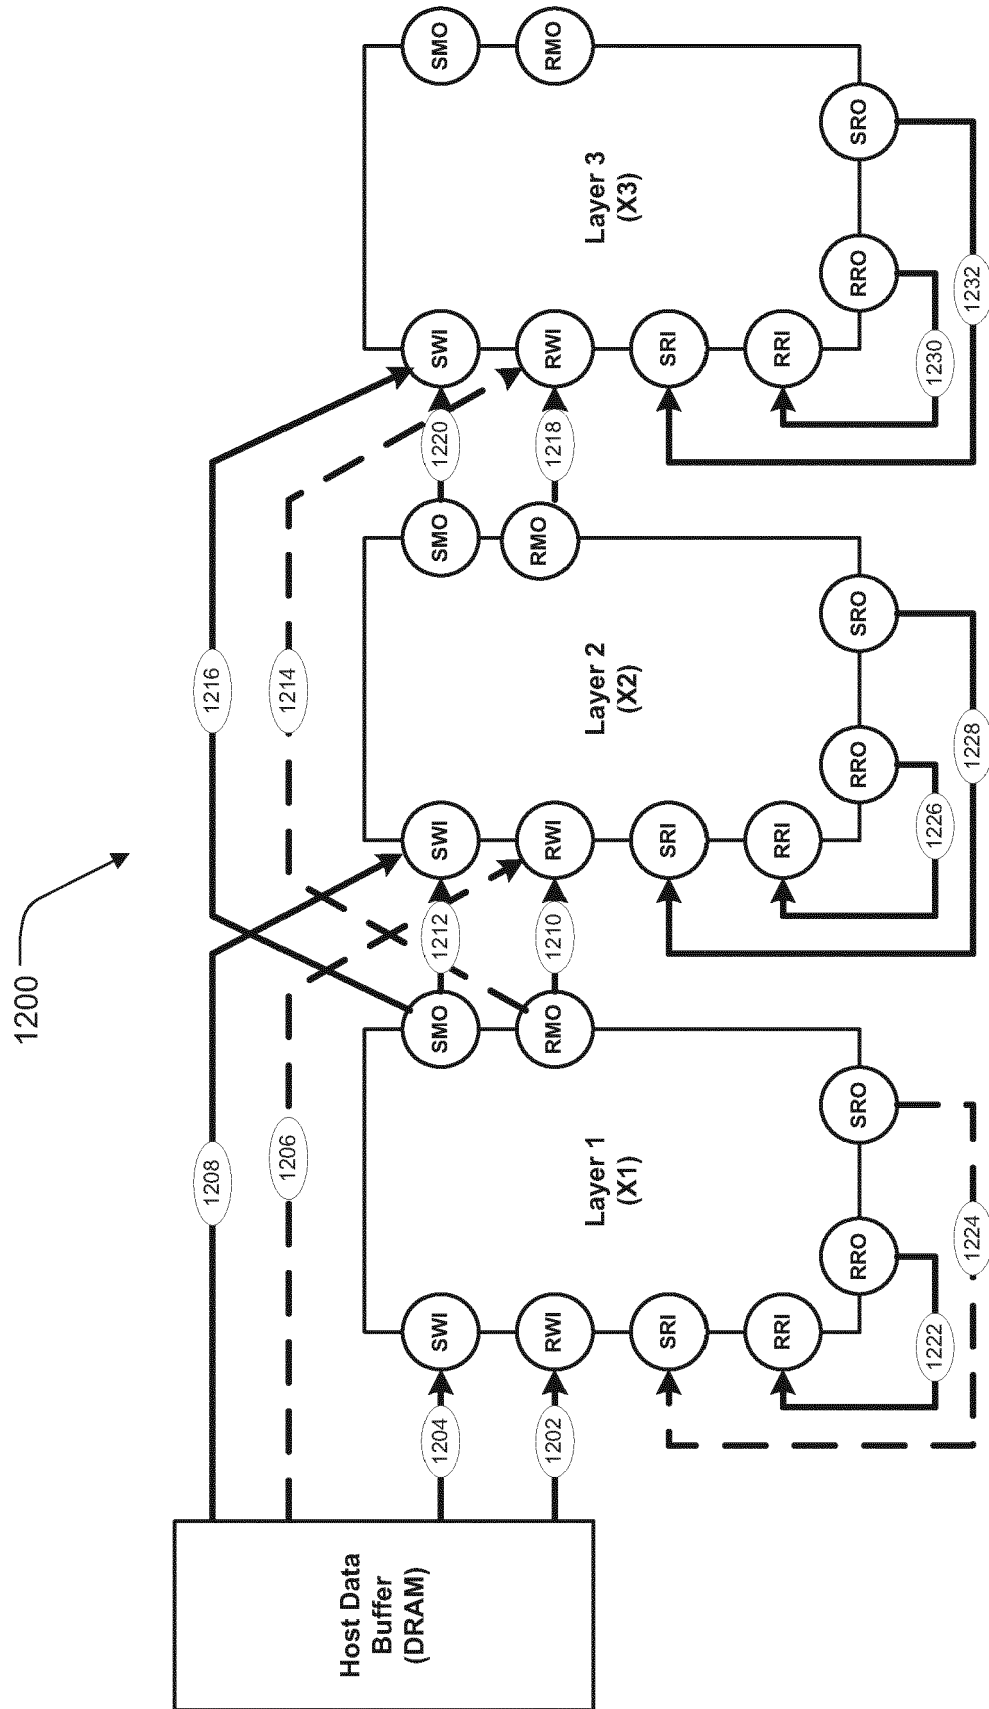 1200
Host Data
Buffer
(DRAM)
1208
1206
1204
1202
1216
1214
SWI
RWI
SRI
RRI
Layer 1
(X1)
SMO
RMO
RRO
SRO
1222
1224
1212
1210
SWI
RWI
SRI
RRI
Layer 2
(X2)
SMO
RMO
RRO
SRO
1226
1228
1220
1218
SWI
RWI
SRI
RRI
Layer 3
(X3)
SMO
RMO
RRO
SRO
1230
1232